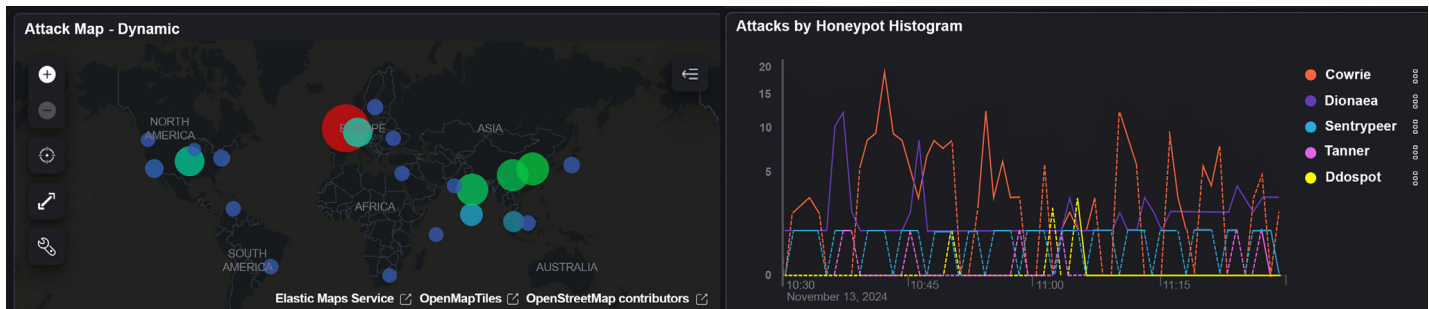 Attack Map - Dynamic
NORTH
AMERICA
EUROPE
ASIA
AFRICA
SOUTH
AMERICA
AUSTRALIA
Elastic Maps Service
OpenMapTiles
OpenStreetMap contributors
Attacks by Honeypot Histogram
20
15
10
5
0
10:30
10:45
11:00
11:15
November 13, 2024
Cowrie
Dionaea
Sentrypeer
Tanner
Ddospot